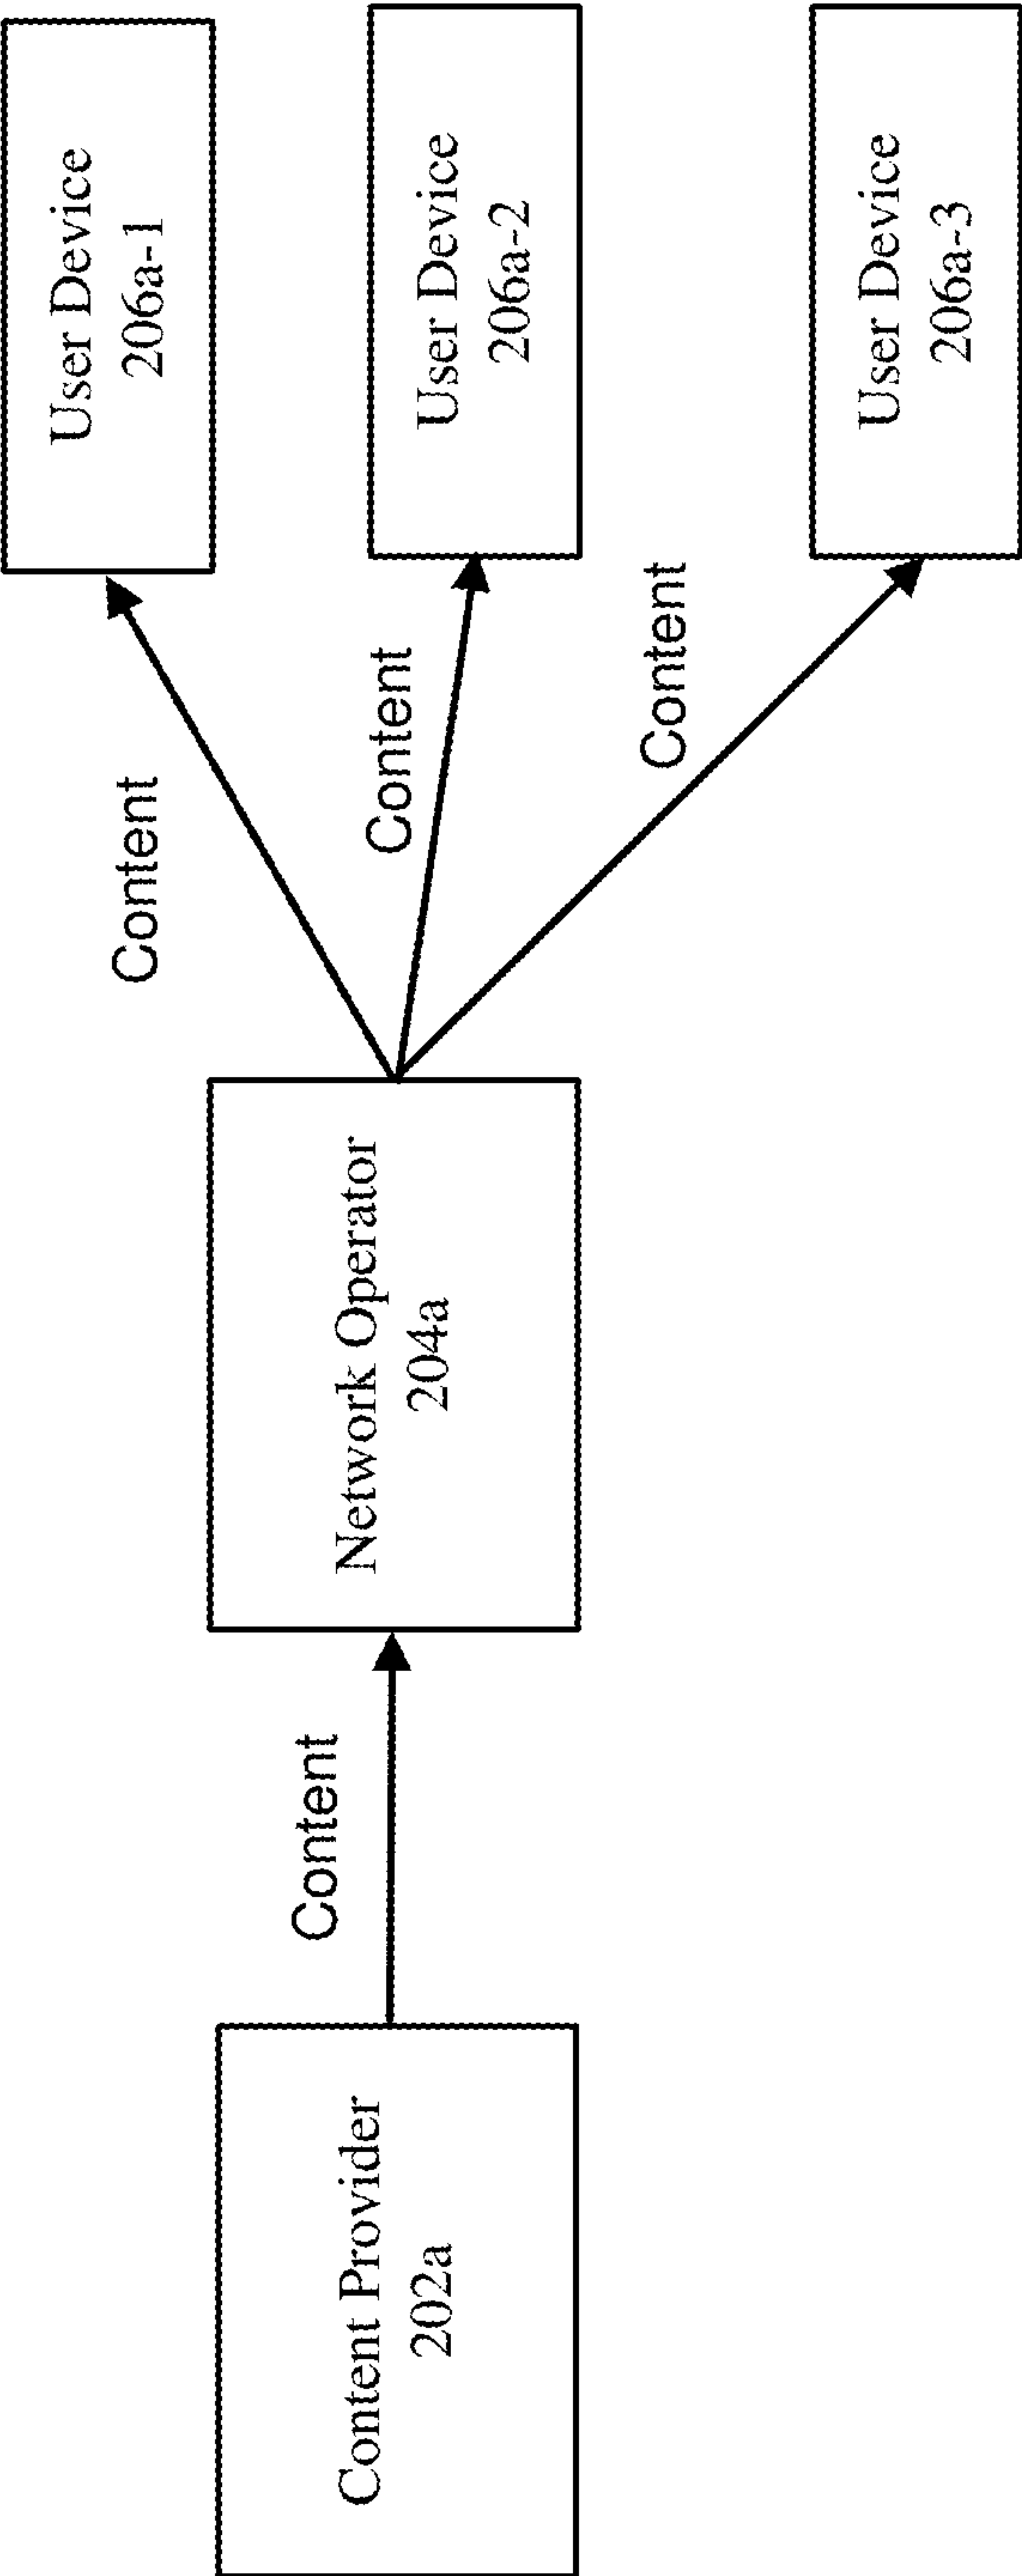 Content Provider
202a
Content
Network Operator
204a
Content
Content
Content
User Device
206a-1
User Device
206a-2
User Device
206a-3